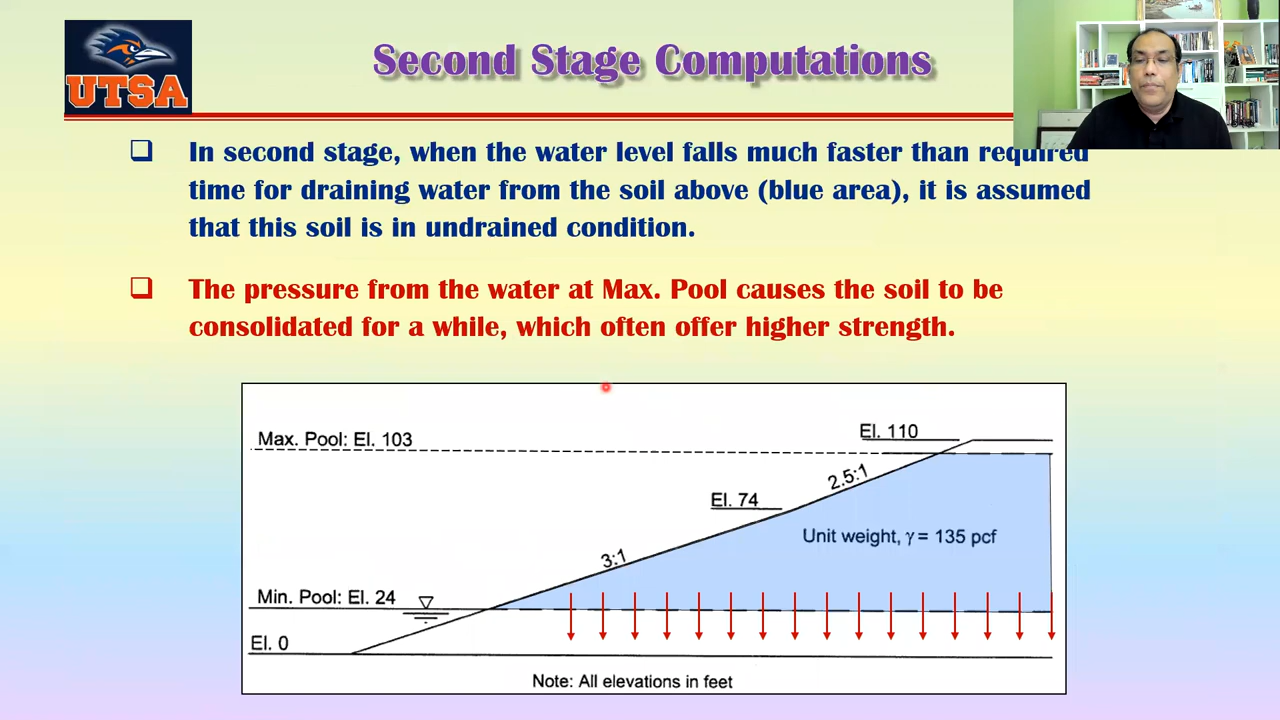 UTSA
Second Stage Computations
❑ In second stage, when the water level falls much faster than required
time for draining water from the soil above (blue area), it is assumed
that this soil is in undrained condition.
❑ The pressure from the water at Max. Pool causes the soil to be
consolidated for a while, which often offer higher strength.
Max. Pool: El. 103
El. 110
2.5:1
El. 74
Unit weight, γ = 135 pcf
3:1
Min. Pool: El. 24
El. 0
Note: All elevations in feet